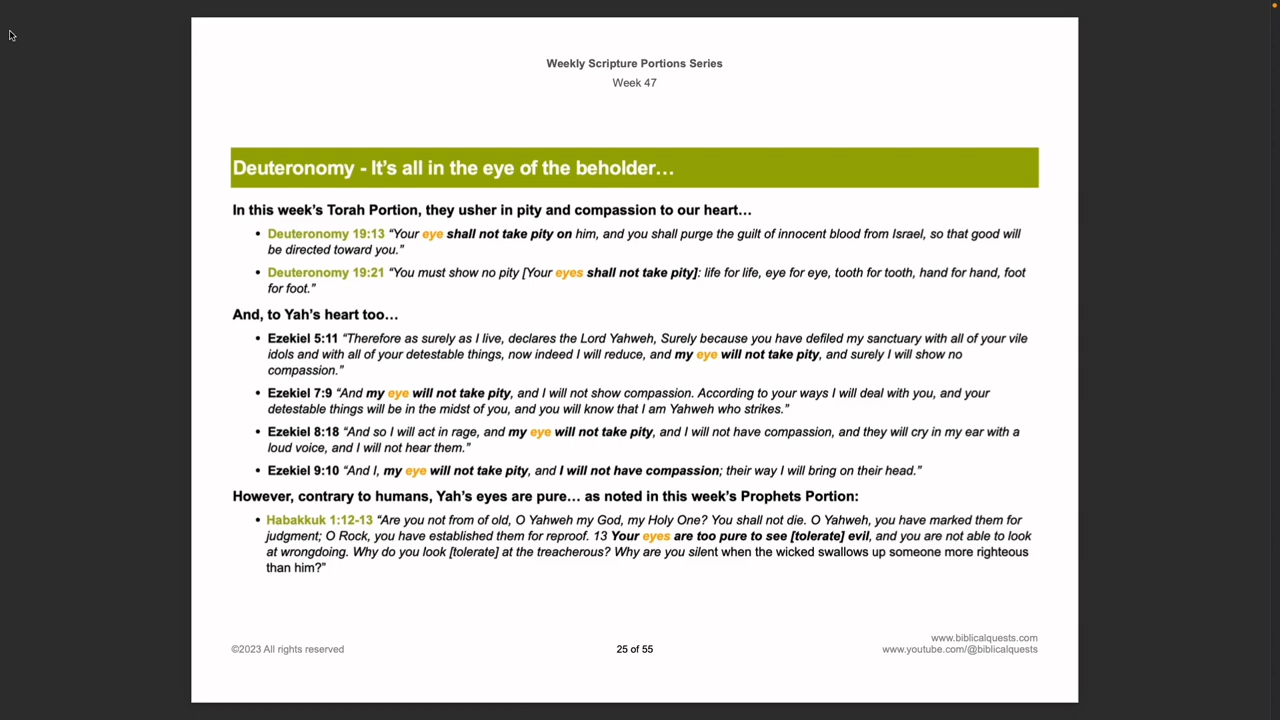 Weekly Scripture Portions Series
Week 47
Deuteronomy - It's all in the eye of the beholder…
In this week's Torah Portion, they usher in pity and compassion to our heart…
• Deuteronomy 19:13 “Your eye shall not take pity on him, and you shall purge the guilt of innocent blood from Israel, so that good will
be directed toward you.”
• Deuteronomy 19:21 “You must show no pity [Your eyes shall not take pity]: life for life, eye for eye, tooth for tooth, hand for hand, foot
for foot.”
And, to Yah’s heart too…
• Ezekiel 5:11 “Therefore as surely as I live, declares the Lord Yahweh, Surely because you have defiled my sanctuary with all of your vile
idols and with all of your detestable things, now indeed I will reduce, and my eye will not take pity, and surely I will show no
compassion.”
• Ezekiel 7:9 “And my eye will not take pity, and I will not show compassion. According to your ways I will deal with you, and your
detestable things will be in the midst of you, and you will know that I am Yahweh who strikes.”
• Ezekiel 8:18 “And so I will act in rage, and my eye will not take pity, and I will not have compassion, and they will cry in my ear with a
loud voice, and I will not hear them.”
• Ezekiel 9:10 “And I, my eye will not take pity, and I will not have compassion; their way I will bring on their head.”
However, contrary to humans, Yah’s eyes are pure… as noted in this week’s Prophets Portion:
• Habakkuk 1:12-13 “Are you not from of old, O Yahweh my God, my Holy One? You shall not die. O Yahweh, you have marked them for
judgment; O Rock, you have established them for reproof. 13 Your eyes are too pure to see [tolerate] evil, and you are not able to look
at wrongdoing. Why do you look [tolerate] at the treacherous? Why are you silent when the wicked swallows up someone more righteous
than him?”
©2023 All rights reserved
25 of 55
www.biblicalquests.com
www.youtube.com/@biblicalquests